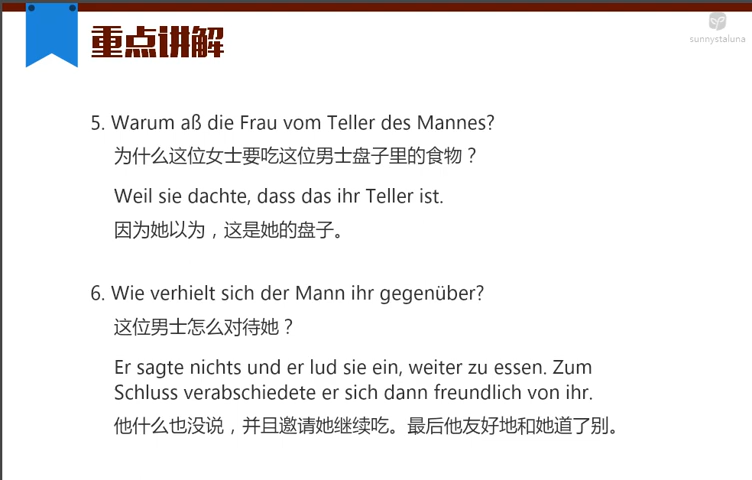 sunnystaluna
重点讲解
5. Warum aß die Frau vom Teller des Mannes?
为什么这位女士要吃这位男士盘子里的食物？
Weil sie dachte, dass das ihr Teller ist.
因为她以为，这是她的盘子。
6. Wie verhielt sich der Mann ihr gegenüber?
这位男士怎么对待她？
Er sagte nichts und er lud sie ein, weiter zu essen. Zum
Schluss verabschiedete er sich dann freundlich von ihr.
他什么也没说，并且邀请她继续吃。最后他友好地和她道了别。